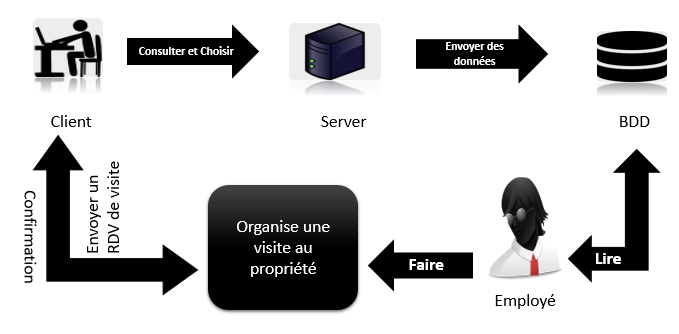 Consulter et Choisir
Envoyer des
données
Client
Server
BDD
Confirmation
Envoyer un
RDV de visite
Organise une
visite au
propriété
Faire
Lire
Employé